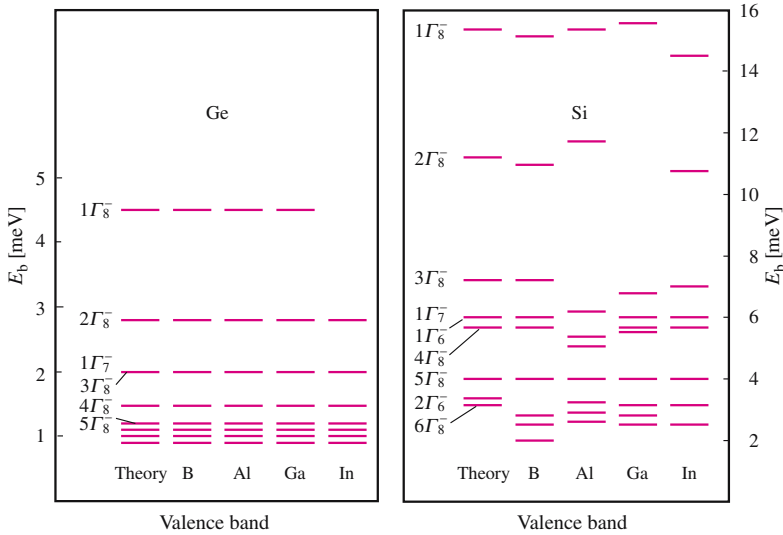 Ge
E_b [meV]
5
4
3
2
1
1Γ₈⁻
2Γ₈⁻
1Γ₇⁻
3Γ₈⁻
4Γ₈⁻
5Γ₈⁻
Theory B Al Ga In
Valence band
Si
1Γ₈⁻
2Γ₈⁻
3Γ₈⁻
1Γ₇⁻
1Γ₆⁻
4Γ₈⁻
5Γ₈⁻
2Γ₆⁻
6Γ₈⁻
Theory B Al Ga In
Valence band
16
14
12
10
8
6
4
2
E_b [meV]